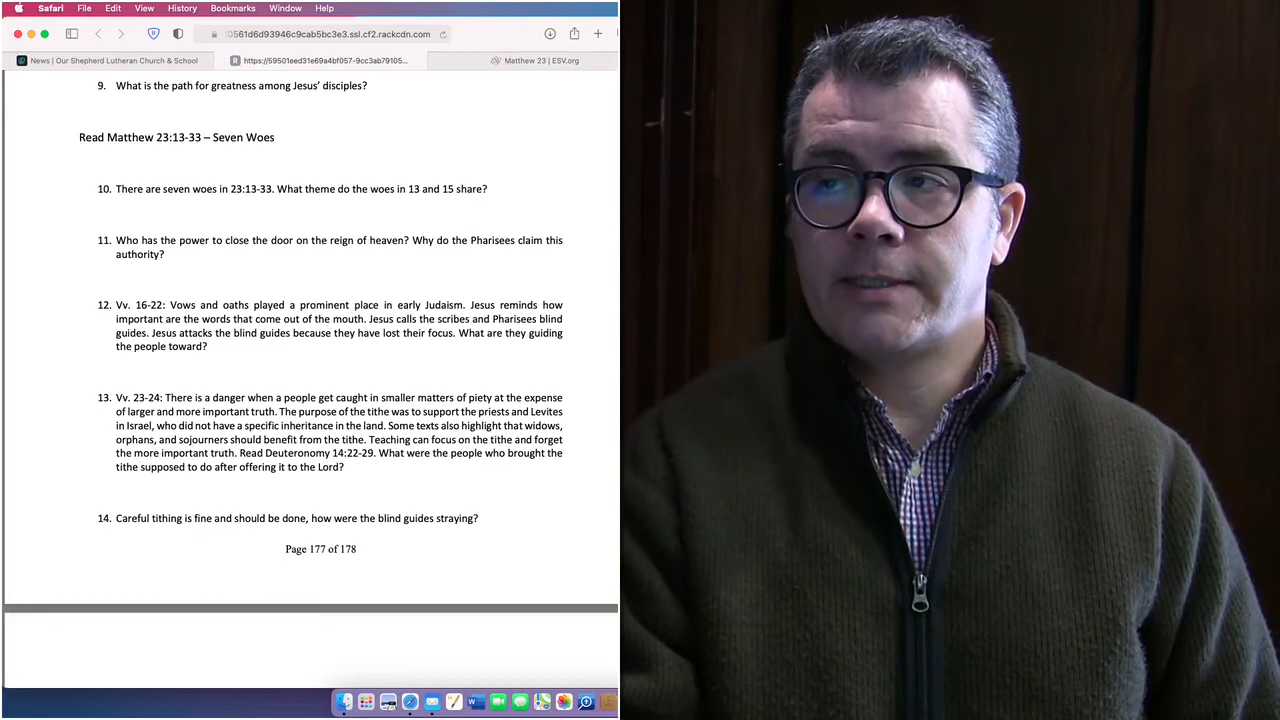 Safari File Edit View History Bookmarks Window Help
0561d6d93946c9cab5bc3e3.ssl.cf2.rackcdn.com
News | Our Shepherd Lutheran Church & School
https://59501eed31e69a4bf057-9cc3ab79105...
Matthew 23 | ESV.org
9. What is the path for greatness among Jesus' disciples?
Read Matthew 23:13-33 – Seven Woes
10. There are seven woes in 23:13-33. What theme do the woes in 13 and 15 share?
11. Who has the power to close the door on the reign of heaven? Why do the Pharisees claim this
authority?
12. Vv. 16-22: Vows and oaths played a prominent place in early Judaism. Jesus reminds how
important are the words that come out of the mouth. Jesus calls the scribes and Pharisees blind
guides. Jesus attacks the blind guides because they have lost their focus. What are they guiding
the people toward?
13. Vv. 23-24: There is a danger when a people get caught in smaller matters of piety at the expense
of larger and more important truth. The purpose of the tithe was to support the priests and Levites
in Israel, who did not have a specific inheritance in the land. Some texts also highlight that widows,
orphans, and sojourners should benefit from the tithe. Teaching can focus on the tithe and forget
the more important truth. Read Deuteronomy 14:22-29. What were the people who brought the
tithe supposed to do after offering it to the Lord?
14. Careful tithing is fine and should be done, how were the blind guides straying?
Page 177 of 178